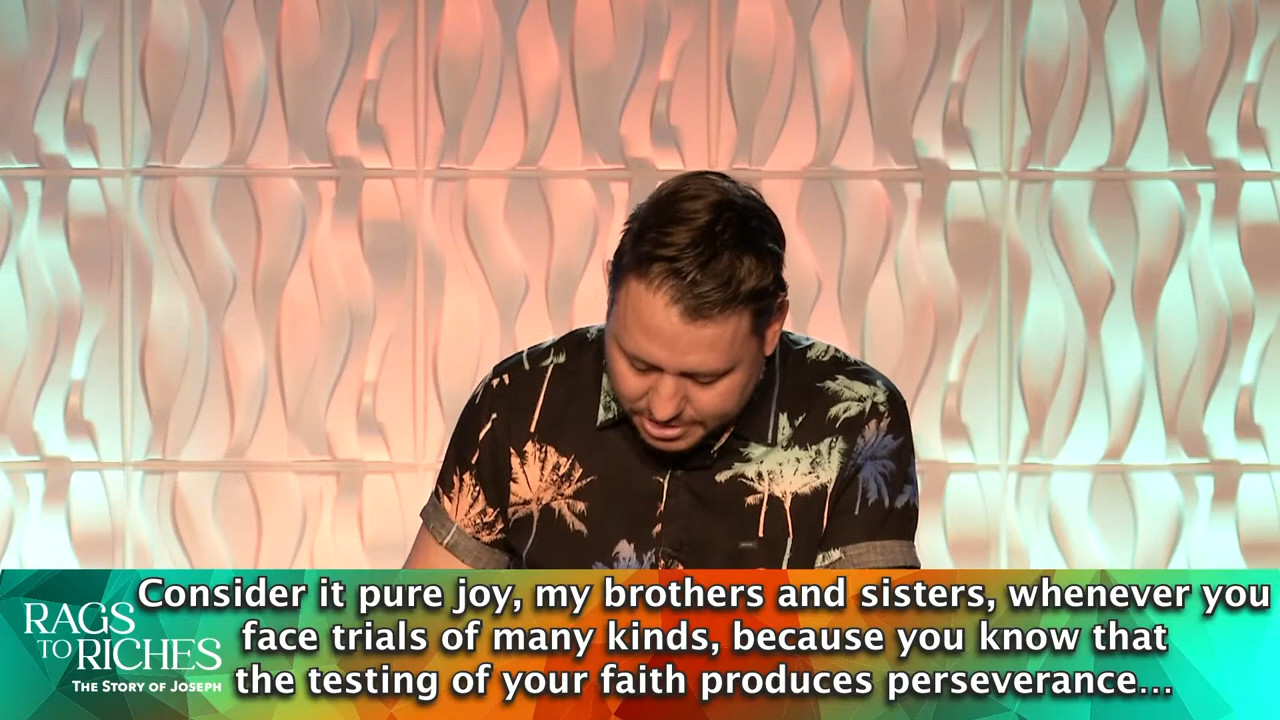 Consider it pure joy, my brothers and sisters, whenever you
face trials of many kinds, because you know that
the testing of your faith produces perseverance...
RAGS
TO RICHES
THE STORY OF JOSEPH